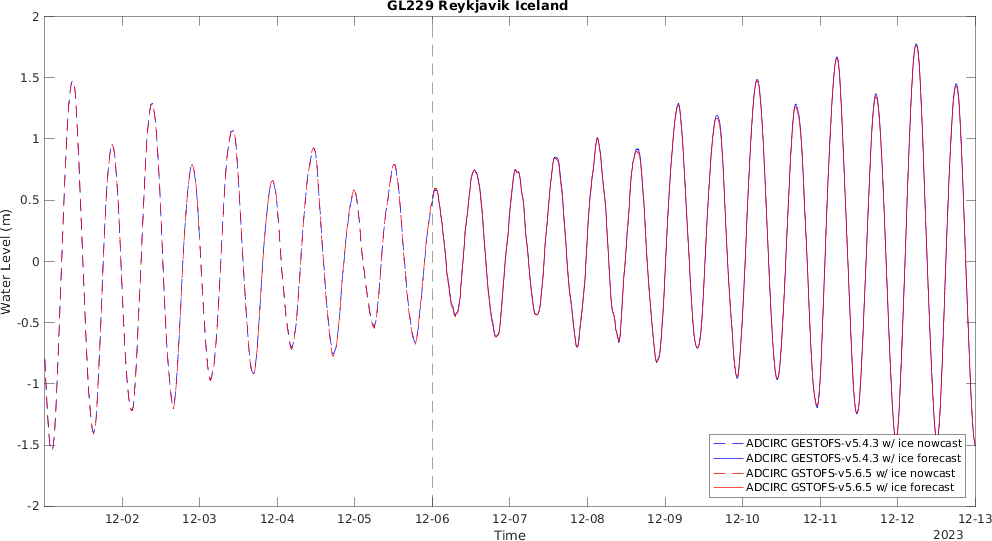 GL229 Reykjavik Iceland
2
1.5
1
0.5
0
-0.5
-1
-1.5
-2
Water Level (m)
ADCIRC GESTOFS-v5.4.3 w/ ice nowcast
ADCIRC GESTOFS-v5.4.3 w/ ice forecast
ADCIRC GSTOFS-v5.6.5 w/ ice nowcast
ADCIRC GSTOFS-v5.6.5 w/ ice forecast
12-02 12-03 12-04 12-05 12-06 12-07 12-08 12-09 12-10 12-11 12-12 12-13
Time
2023